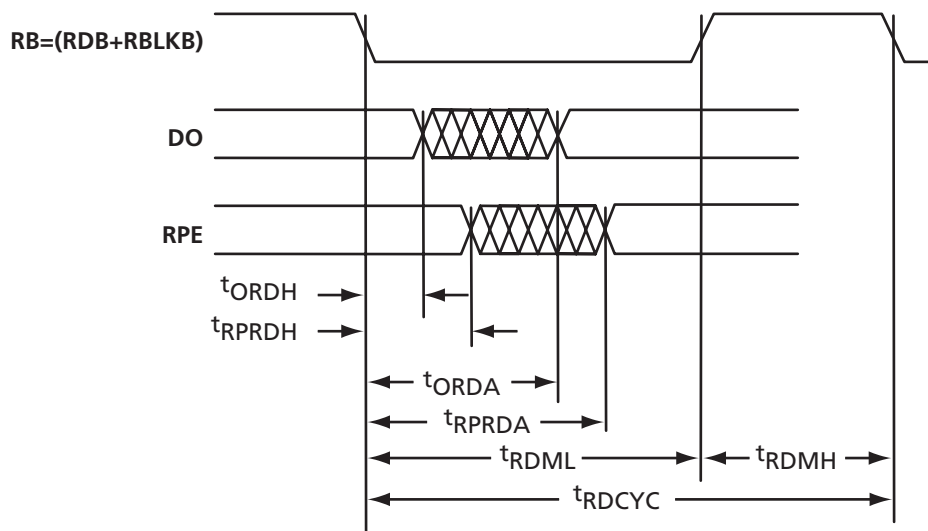 RB=(RDB+RBLKB)
DO
RPE
tORDH
tRPRDH
tORDA
tRPRDA
tRDML
tRDMH
tRDCYC